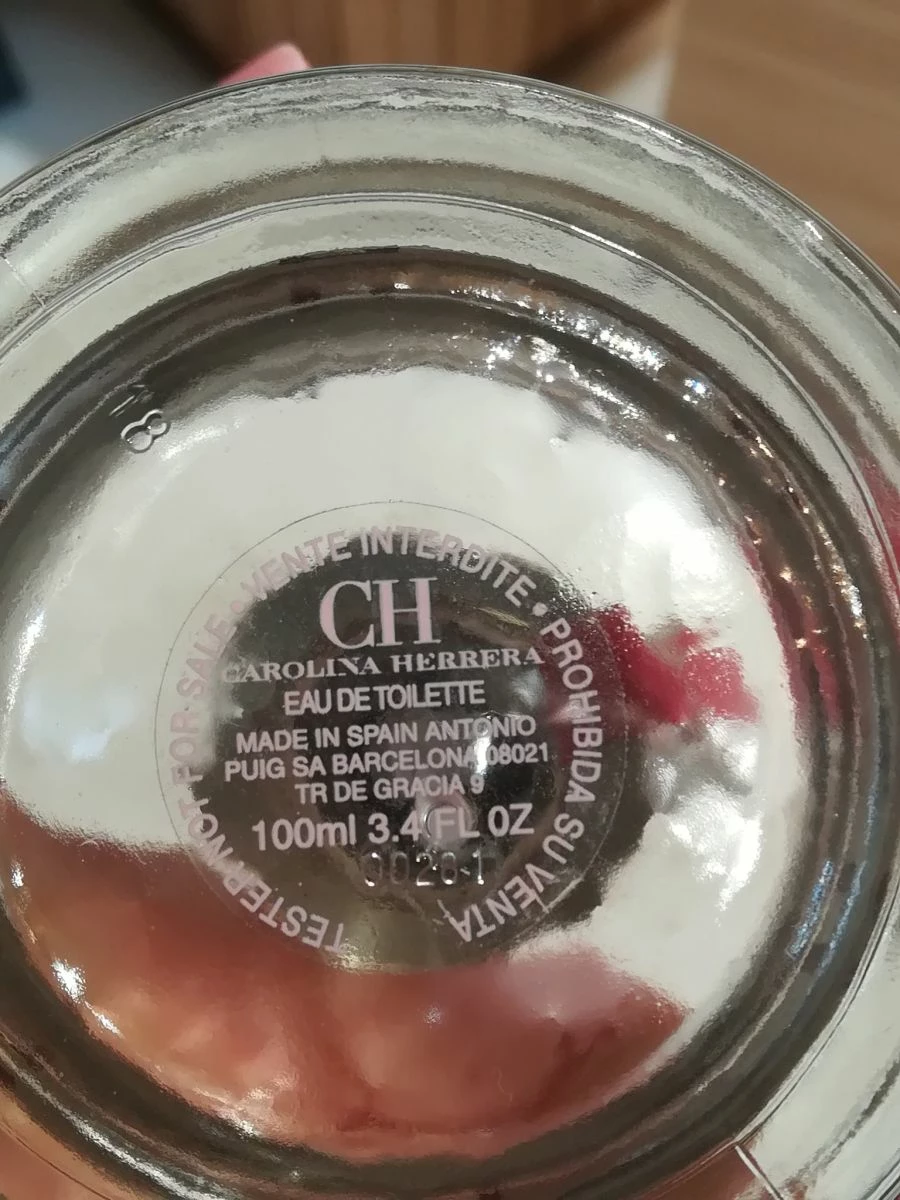 TESTER NOT FOR SALE • VENTE INTERDITE • PROHIBIDA SU VENTA
CH
CAROLINA HERRERA
EAU DE TOILETTE
MADE IN SPAIN ANTONIO
PUIG SA BARCELONA 08021
TR DE GRACIA 9
100ml 3.4 FL OZ
8